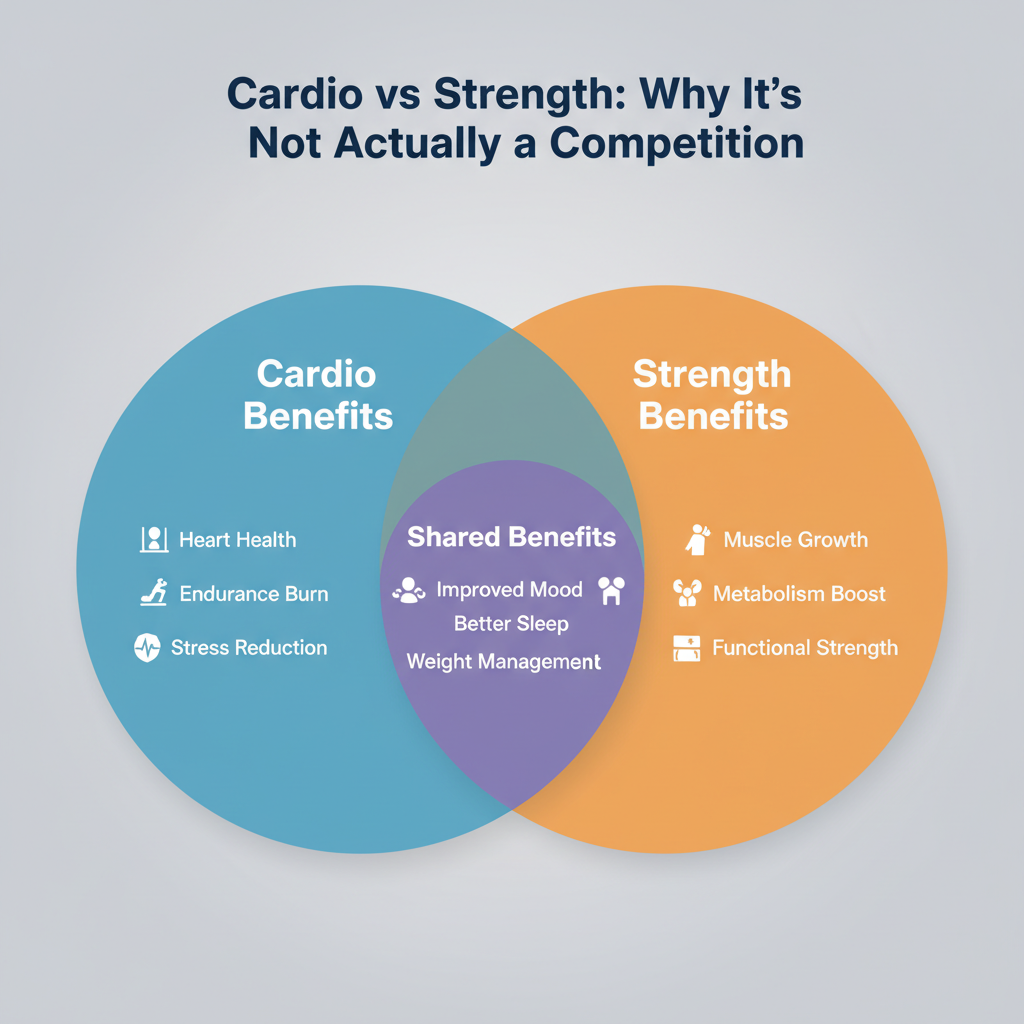 Cardio vs Strength: Why It's
Not Actually a Competition
Cardio
Benefits
Heart Health
Endurance Burn
Stress Reduction
Shared Benefits
Improved Mood
Better Sleep
Weight Management
Strength
Benefits
Muscle Growth
Metabolism Boost
Functional Strength